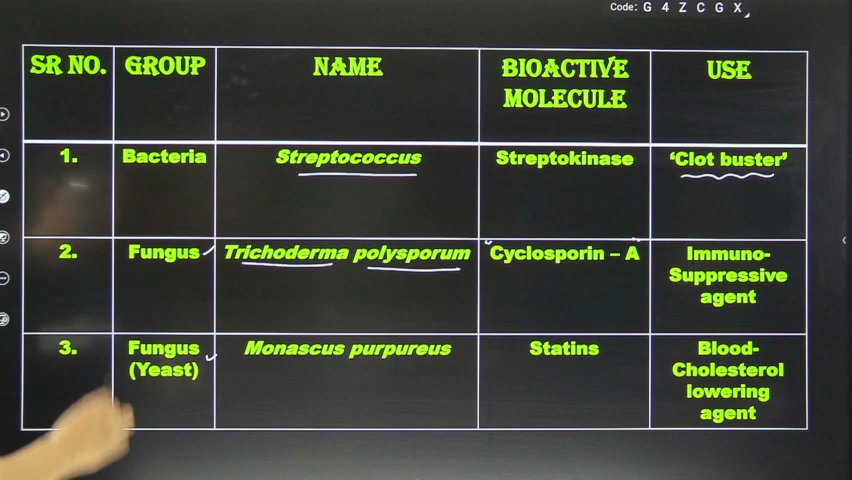 Code: G 4 Z C G X
SR NO. GROUP NAME BIOACTIVE MOLECULE USE
1. Bacteria Streptococcus Streptokinase ‘Clot buster’
2. Fungus Trichoderma polysporum Cyclosporin – A Immuno-Suppressive agent
3. Fungus (Yeast) Monascus purpureus Statins Blood-Cholesterol lowering agent